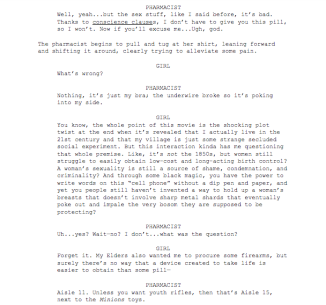 PHARMACIST
Well, yeah...but the sex stuff, like I said before, it's bad.
Thanks to conscience clauses, I don't have to give you this pill,
so I won't. Now if you'll excuse me...Ugh, god.
The pharmacist begins to pull and tug at her shirt, leaning forward
and shifting it around, clearly trying to alleviate some pain.
GIRL
What's wrong?
PHARMACIST
Nothing, it's just my bra; the underwire broke so it's poking
into my side.
GIRL
You know, the whole point of this movie is the shocking plot
twist at the end when it's revealed that I actually live in the
21st century and that my village is just some strange secluded
social experiment. But this interaction kinda has me questioning
that whole premise. Like, it's not the 1850s, but women still
struggle to easily obtain low-cost and long-acting birth control?
A woman's sexuality is still a source of shame, condemnation, and
criminality? And through some black magic, you have the power to
write words on this "cell phone" without a dip pen and paper, and
yet you people still haven't invented a way to hold up a woman's
breasts that doesn't involve sharp metal shards that eventually
poke out and impale the very bosom they are supposed to be
protecting?
PHARMACIST
Uh...yes? Wait-no? I don't...what was the question?
GIRL
Forget it. My Elders also wanted me to procure some firearms, but
surely there's no way that a device created to take life is
easier to obtain than some pill-
PHARMACIST
Aisle 11. Unless you want youth rifles, then that's Aisle 15,
next to the Minions toys.